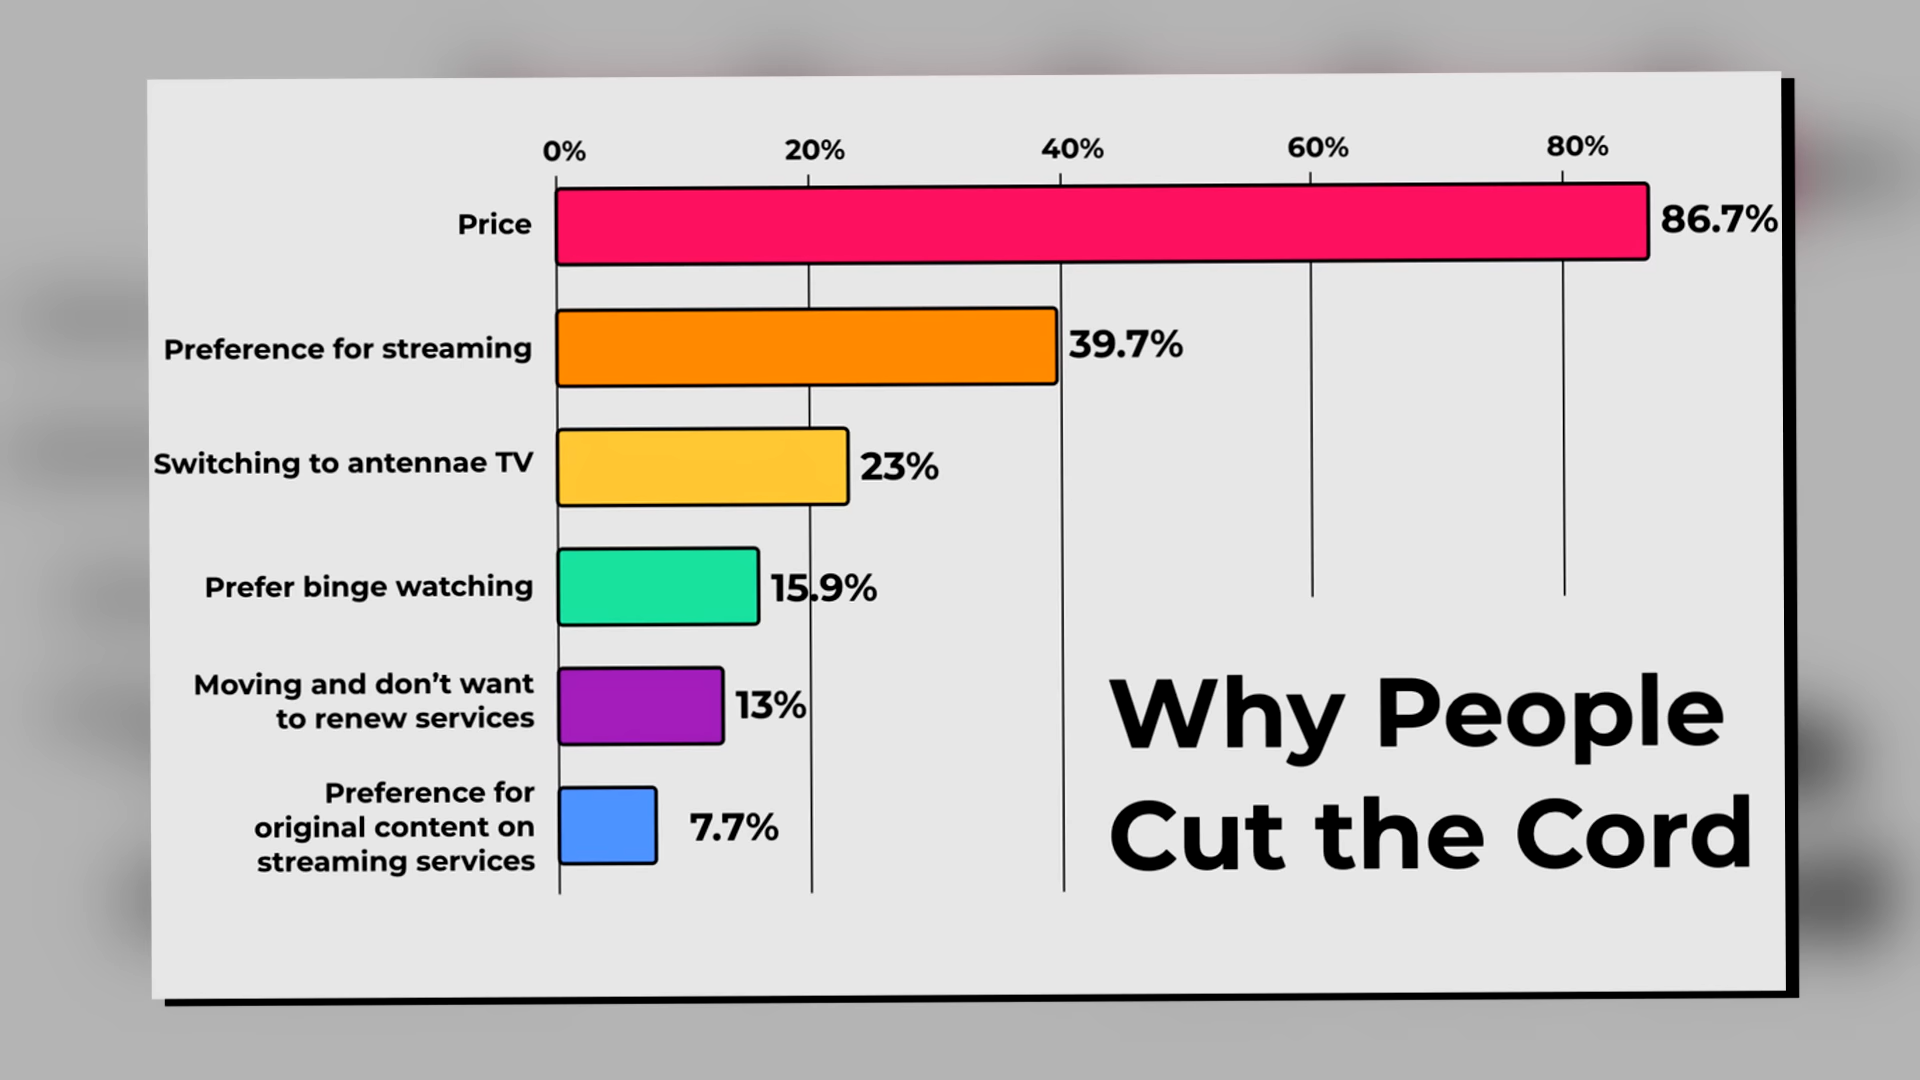 0% 20% 40% 60% 80%
Price 86.7%
Preference for streaming 39.7%
Switching to antennae TV 23%
Prefer binge watching 15.9%
Moving and don’t want
to renew services 13%
Preference for
original content on
streaming services 7.7%
Why People
Cut the Cord